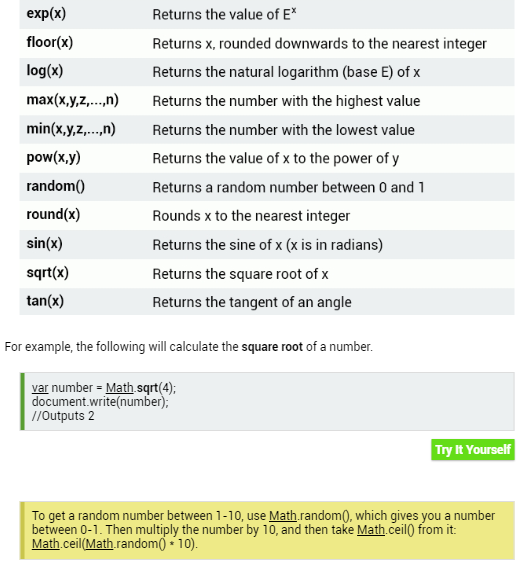 exp(x) Returns the value of Eˣ
floor(x) Returns x, rounded downwards to the nearest integer
log(x) Returns the natural logarithm (base E) of x
max(x,y,z,...,n) Returns the number with the highest value
min(x,y,z,...,n) Returns the number with the lowest value
pow(x,y) Returns the value of x to the power of y
random() Returns a random number between 0 and 1
round(x) Rounds x to the nearest integer
sin(x) Returns the sine of x (x is in radians)
sqrt(x) Returns the square root of x
tan(x) Returns the tangent of an angle
For example, the following will calculate the square root of a number.
var number = Math.sqrt(4);
document.write(number);
//Outputs 2
Try It Yourself
To get a random number between 1-10, use Math.random(), which gives you a number
between 0-1. Then multiply the number by 10, and then take Math.ceil() from it:
Math.ceil(Math.random() * 10).